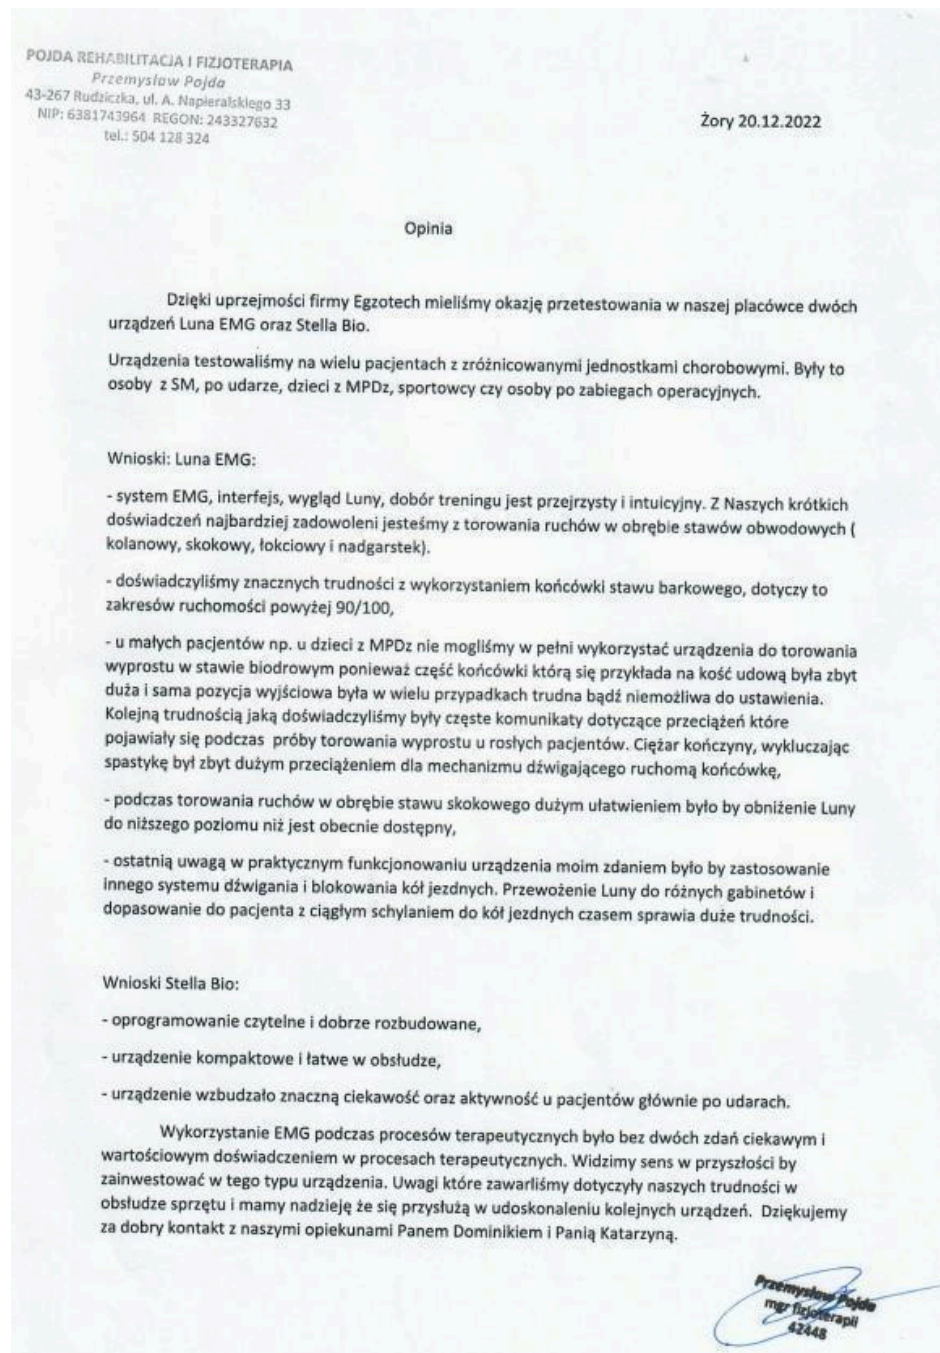 POJDA REHABILITACJA I FIZJOTERAPIA
Przemysław Pojda
43-267 Rudziczka, ul. A. Napieralskiego 33
NIP: 6381743964 REGON: 243327632
tel.: 504 128 324
Żory 20.12.2022
Opinia
Dzięki uprzejmości firmy Egzotech mieliśmy okazję przetestowania w naszej placówce dwóch
urządzeń Luna EMG oraz Stella Bio.
Urządzenia testowaliśmy na wielu pacjentach z zróżnicowanymi jednostkami chorobowymi. Były to
osoby z SM, po udarze, dzieci z MPDz, sportowcy czy osoby po zabiegach operacyjnych.
Wnioski: Luna EMG:
- system EMG, interfejs, wygląd Luny, dobór treningu jest przejrzysty i intuicyjny. Z Naszych krótkich
doświadczeń najbardziej zadowoleni jesteśmy z torowania ruchów w obrębie stawów obwodowych (
kolanowy, skokowy, łokciowy i nadgarstek).
- doświadczyliśmy znacznych trudności z wykorzystaniem końcówki stawu barkowego, dotyczy to
zakresów ruchomości powyżej 90/100,
- u małych pacjentów np. u dzieci z MPDz nie mogliśmy w pełni wykorzystać urządzenia do torowania
wyprostu w stawie biodrowym ponieważ część końcówki którą się przykłada na kość udową była zbyt
duża i sama pozycja wyjściowa była w wielu przypadkach trudna bądź niemożliwa do ustawienia.
Kolejną trudnością jaką doświadczyliśmy były częste komunikaty dotyczące przeciążeń które
pojawiały się podczas próby torowania wyprostu u rosłych pacjentów. Ciężar kończyny, wykluczając
spastykę był zbyt dużym przeciążeniem dla mechanizmu dźwigającego ruchomą końcówkę,
- podczas torowania ruchów w obrębie stawu skokowego dużym ułatwieniem było by obniżenie Luny
do niższego poziomu niż jest obecnie dostępny,
- ostatnią uwagą w praktycznym funkcjonowaniu urządzenia moim zdaniem było by zastosowanie
innego systemu dźwigania i blokowania kół jezdnych. Przewożenie Luny do różnych gabinetów i
dopasowanie do pacjenta z ciągłym schylaniem do kół jezdnych czasem sprawia duże trudności.
Wnioski Stella Bio:
- oprogramowanie czytelne i dobrze rozbudowane,
- urządzenie kompaktowe i łatwe w obsłudze,
- urządzenie wzbudzało znaczną ciekawość oraz aktywność u pacjentów głównie po udarach.
Wykorzystanie EMG podczas procesów terapeutycznych było bez dwóch zdań ciekawym i
wartościowym doświadczeniem w procesach terapeutycznych. Widzimy sens w przyszłości by
zainwestować w tego typu urządzenia. Uwagi które zawarliśmy dotyczyły naszych trudności w
obsłudze sprzętu i mamy nadzieję że się przysłużą w udoskonaleniu kolejnych urządzeń. Dziękujemy
za dobry kontakt z naszymi opiekunami Panem Dominikiem i Panią Katarzyną.
Przemysław Pojda
mgr fizjoterapii
42448